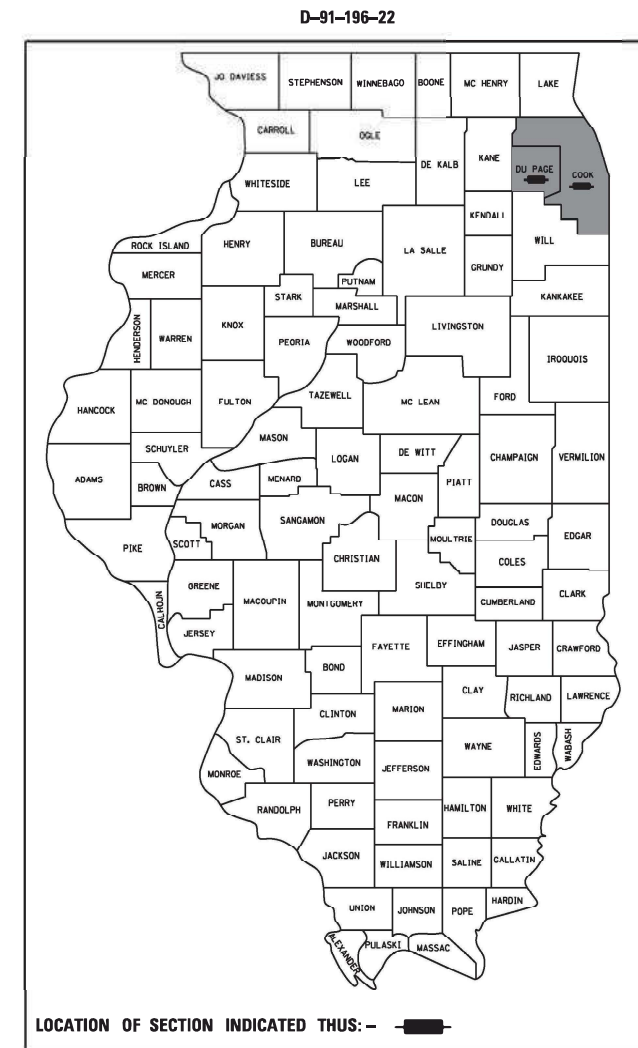 D–91–196–22
JO DAVIESS STEPHENSON WINNEBAGO BOONE MC HENRY LAKE
CARROLL OGLE
DE KALB KANE DU PAGE COOK
WHITESIDE LEE
KENDALL WILL
ROCK ISLAND HENRY BUREAU LA SALLE
MERCER PUTNAM GRUNDY
KANKAKEE
STARK MARSHALL
HENDERSON WARREN KNOX LIVINGSTON
PEORIA WOODFORD IROQUOIS
HANCOCK MC DONOUGH FULTON TAZEWELL MC LEAN FORD
MASON
SCHUYLER LOGAN DE WITT CHAMPAIGN VERMILION
ADAMS BROWN CASS MENARD PIATT
MACON
MORGAN SANGAMON DOUGLAS
PIKE SCOTT MOULTRIE EDGAR
CHRISTIAN COLES
GREENE SHELBY
CALHOUN MACOUPIN MONTGOMERY CUMBERLAND CLARK
JERSEY
FAYETTE EFFINGHAM JASPER CRAWFORD
BOND
MADISON
CLAY RICHLAND LAWRENCE
CLINTON MARION
ST. CLAIR WAYNE EDWARDS WABASH
WASHINGTON JEFFERSON
MONROE
RANDOLPH PERRY HAMILTON WHITE
FRANKLIN
JACKSON WILLIAMSON SALINE GALLATIN
UNION JOHNSON POPE HARDIN
ALEXANDER PULASKI MASSAC
LOCATION OF SECTION INDICATED THUS: –